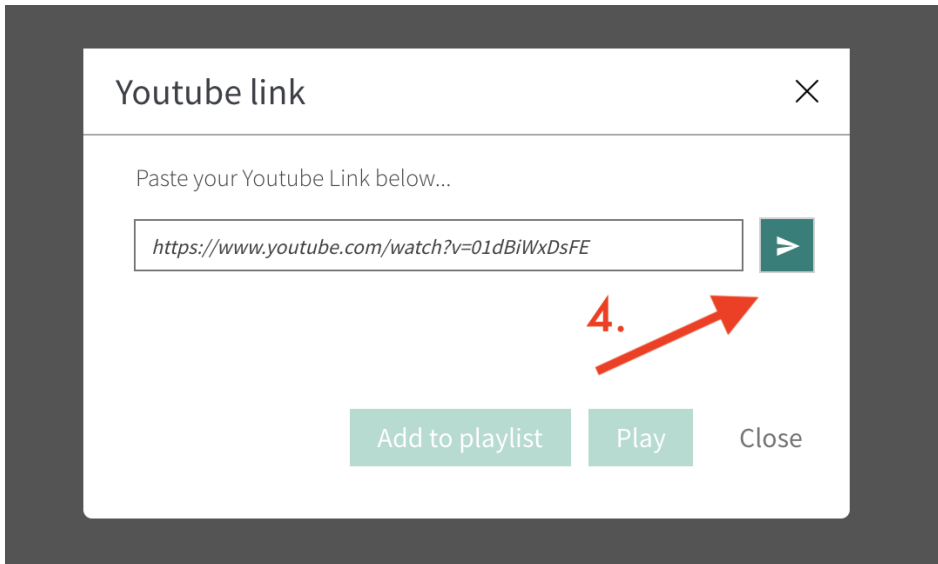 Youtube link
Paste your Youtube Link below...
https://www.youtube.com/watch?v=01dBiWxDsFE
4.
Add to playlist Play Close